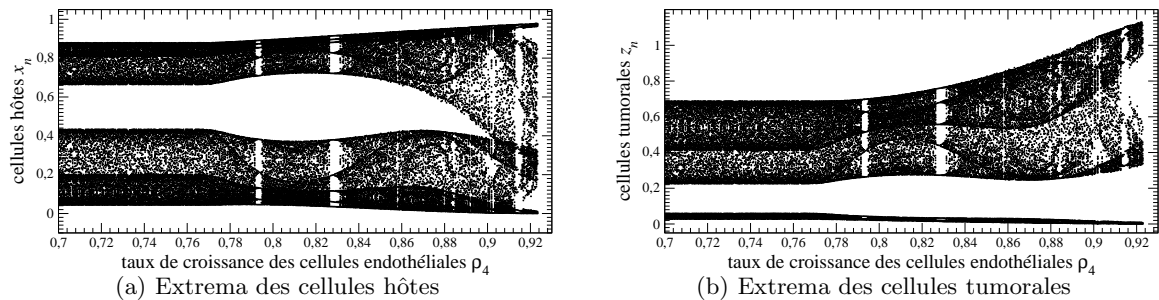 1
0,8
0,6
0,4
0,2
0
cellules hôtes xn
0,7 0,72 0,74 0,76 0,78 0,8 0,82 0,84 0,86 0,88 0,9 0,92
taux de croissance des cellules endothéliales ρ4
(a) Extrema des cellules hôtes
1
0,8
0,6
0,4
0,2
0
cellules tumorales zn
0,7 0,72 0,74 0,76 0,78 0,8 0,82 0,84 0,86 0,88 0,9 0,92
taux de croissance des cellules endothéliales ρ4
(b) Extrema des cellules tumorales